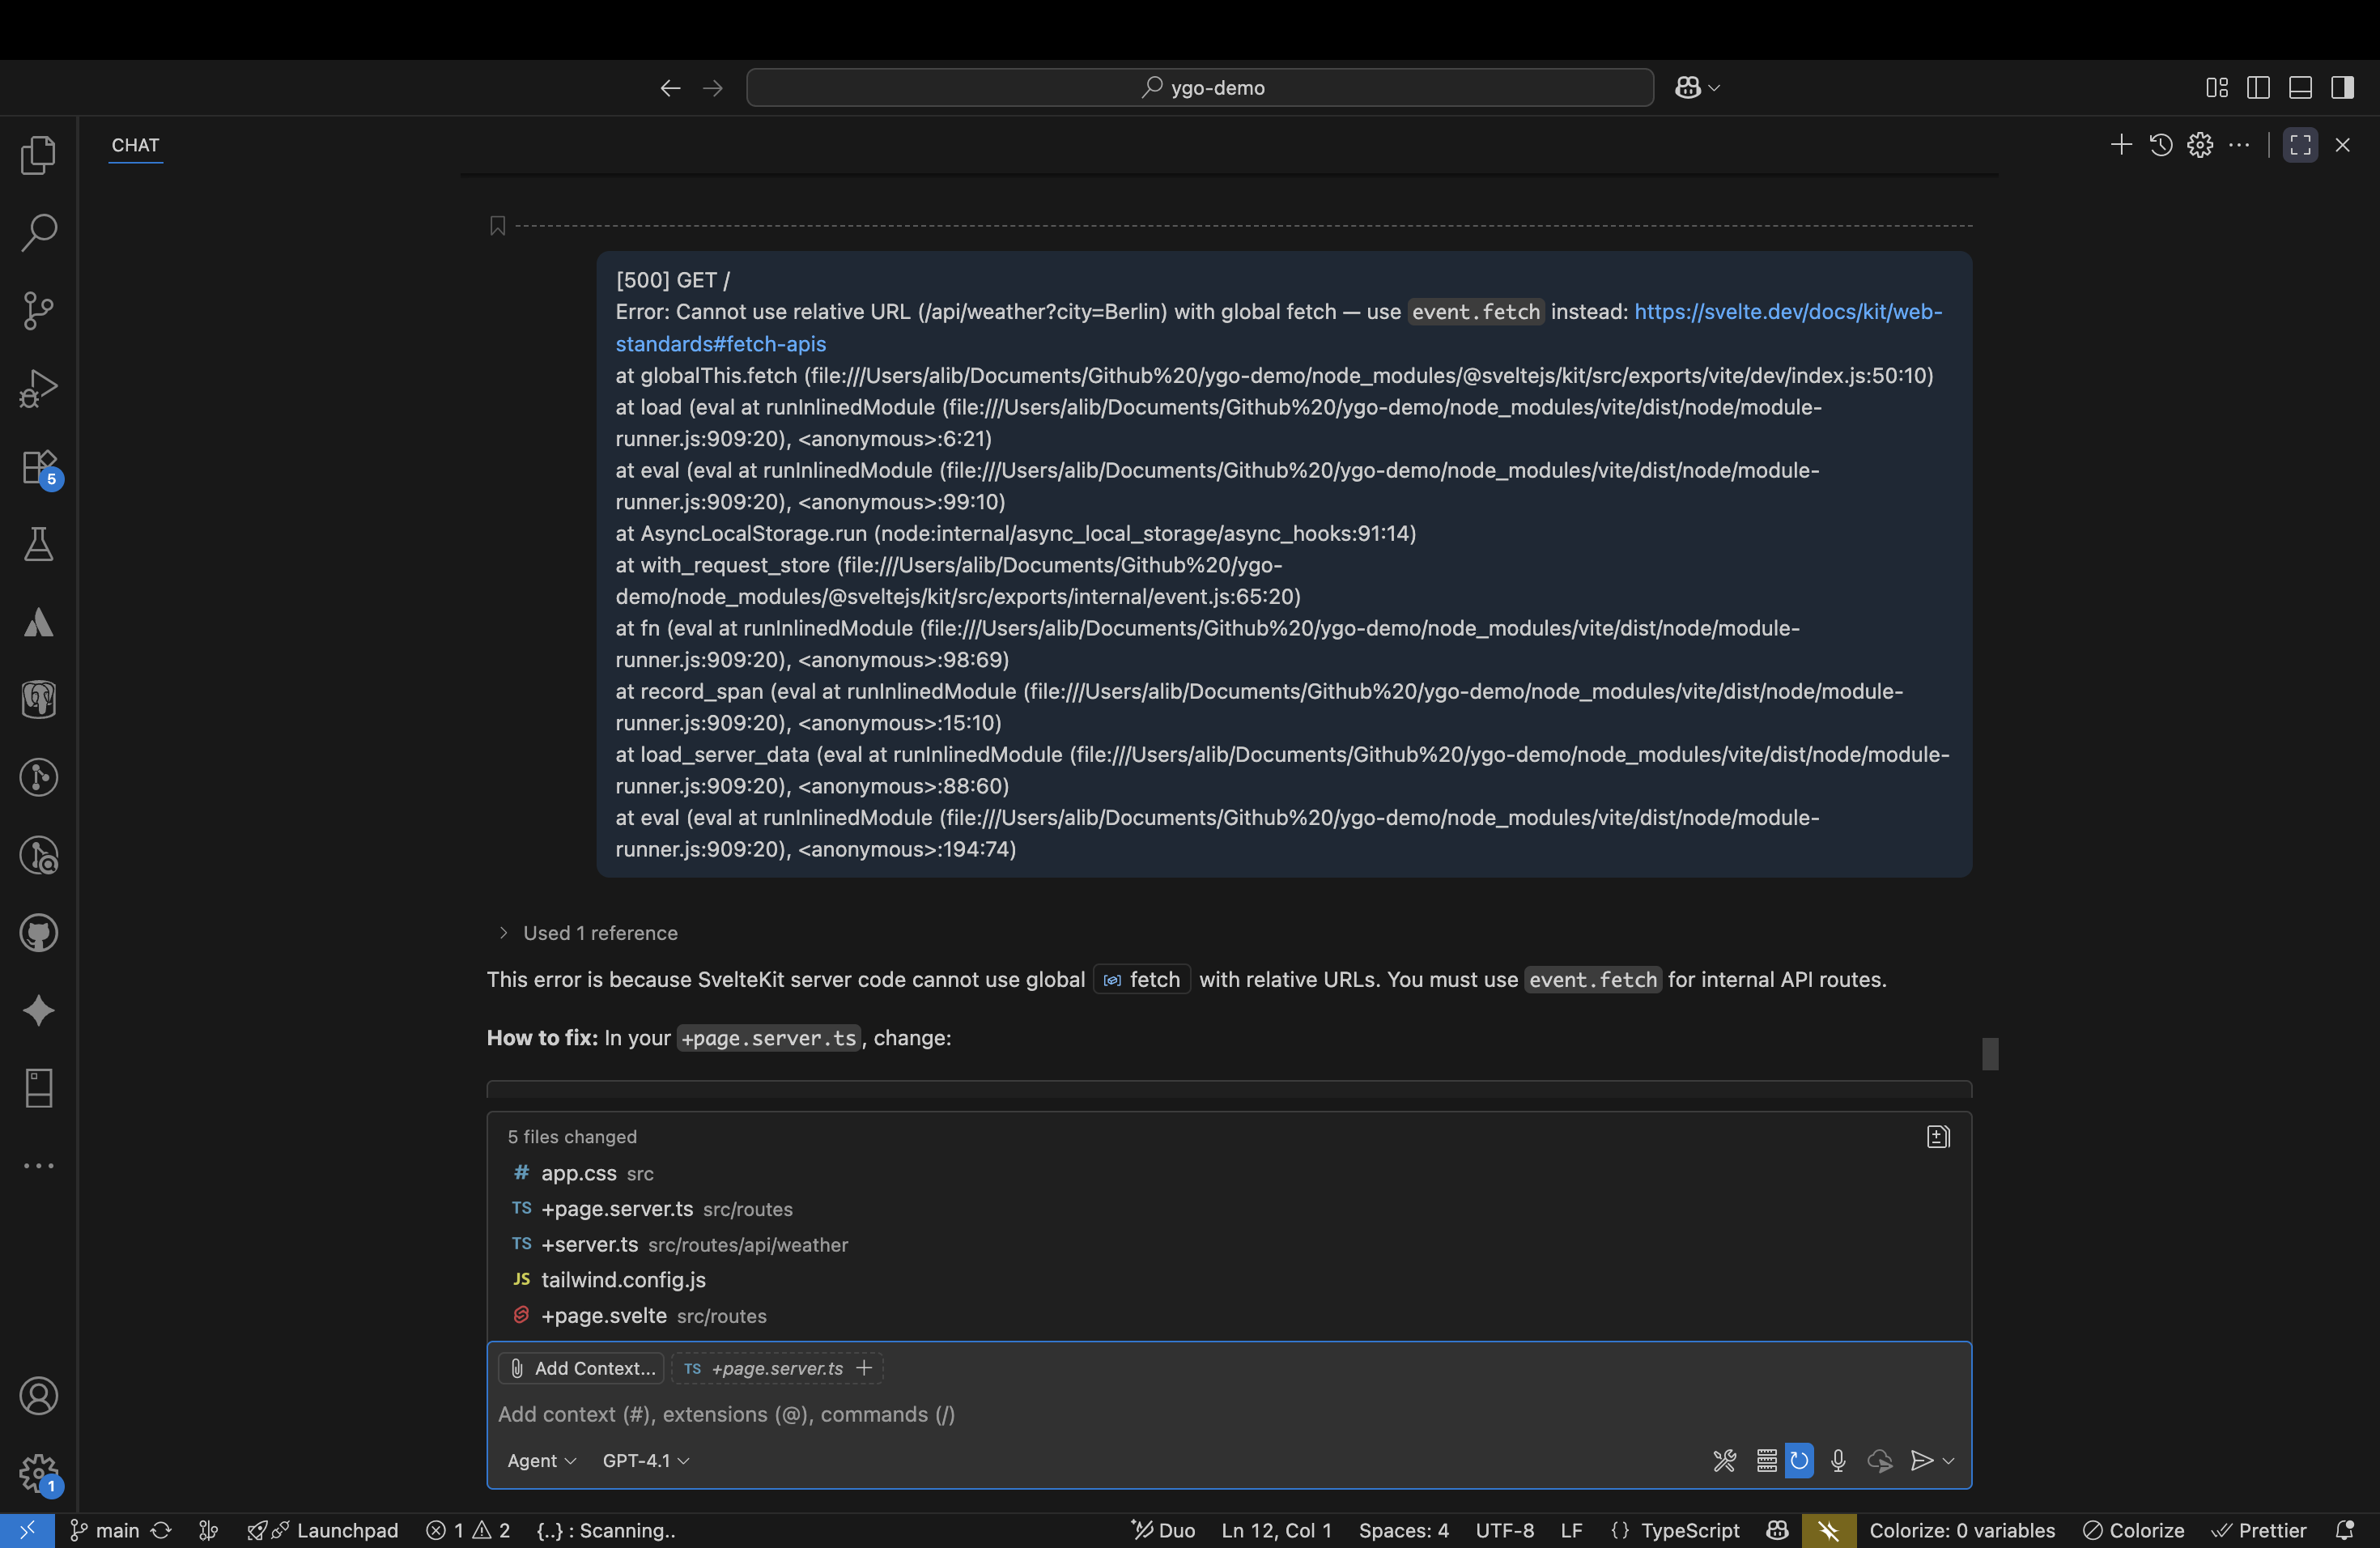 ygo-demo
CHAT
[500] GET /
Error: Cannot use relative URL (/api/weather?city=Berlin) with global fetch — use event.fetch instead: https://svelte.dev/docs/kit/web-
standards#fetch-apis
at globalThis.fetch (file:///Users/alib/Documents/Github%20/ygo-demo/node_modules/@sveltejs/kit/src/exports/vite/dev/index.js:50:10)
at load (eval at runInlinedModule (file:///Users/alib/Documents/Github%20/ygo-demo/node_modules/vite/dist/node/module-
runner.js:909:20), <anonymous>:6:21)
at eval (eval at runInlinedModule (file:///Users/alib/Documents/Github%20/ygo-demo/node_modules/vite/dist/node/module-
runner.js:909:20), <anonymous>:99:10)
at AsyncLocalStorage.run (node:internal/async_local_storage/async_hooks:91:14)
at with_request_store (file:///Users/alib/Documents/Github%20/ygo-
demo/node_modules/@sveltejs/kit/src/exports/internal/event.js:65:20)
at fn (eval at runInlinedModule (file:///Users/alib/Documents/Github%20/ygo-demo/node_modules/vite/dist/node/module-
runner.js:909:20), <anonymous>:98:69)
at record_span (eval at runInlinedModule (file:///Users/alib/Documents/Github%20/ygo-demo/node_modules/vite/dist/node/module-
runner.js:909:20), <anonymous>:15:10)
at load_server_data (eval at runInlinedModule (file:///Users/alib/Documents/Github%20/ygo-demo/node_modules/vite/dist/node/module-
runner.js:909:20), <anonymous>:88:60)
at eval (eval at runInlinedModule (file:///Users/alib/Documents/Github%20/ygo-demo/node_modules/vite/dist/node/module-
runner.js:909:20), <anonymous>:194:74)
5
Used 1 reference
This error is because SvelteKit server code cannot use global fetch with relative URLs. You must use event.fetch for internal API routes.
How to fix: In your +page.server.ts, change:
5 files changed
# app.css src
TS +page.server.ts src/routes
TS +server.ts src/routes/api/weather
JS tailwind.config.js
+page.svelte src/routes
Add Context... TS +page.server.ts
Add context (#), extensions (@), commands (/)
Agent GPT-4.1
1
main Launchpad 1 2 {..} : Scanning.. Duo Ln 12, Col 1 Spaces: 4 UTF-8 LF {} TypeScript Colorize: 0 variables Colorize Prettier